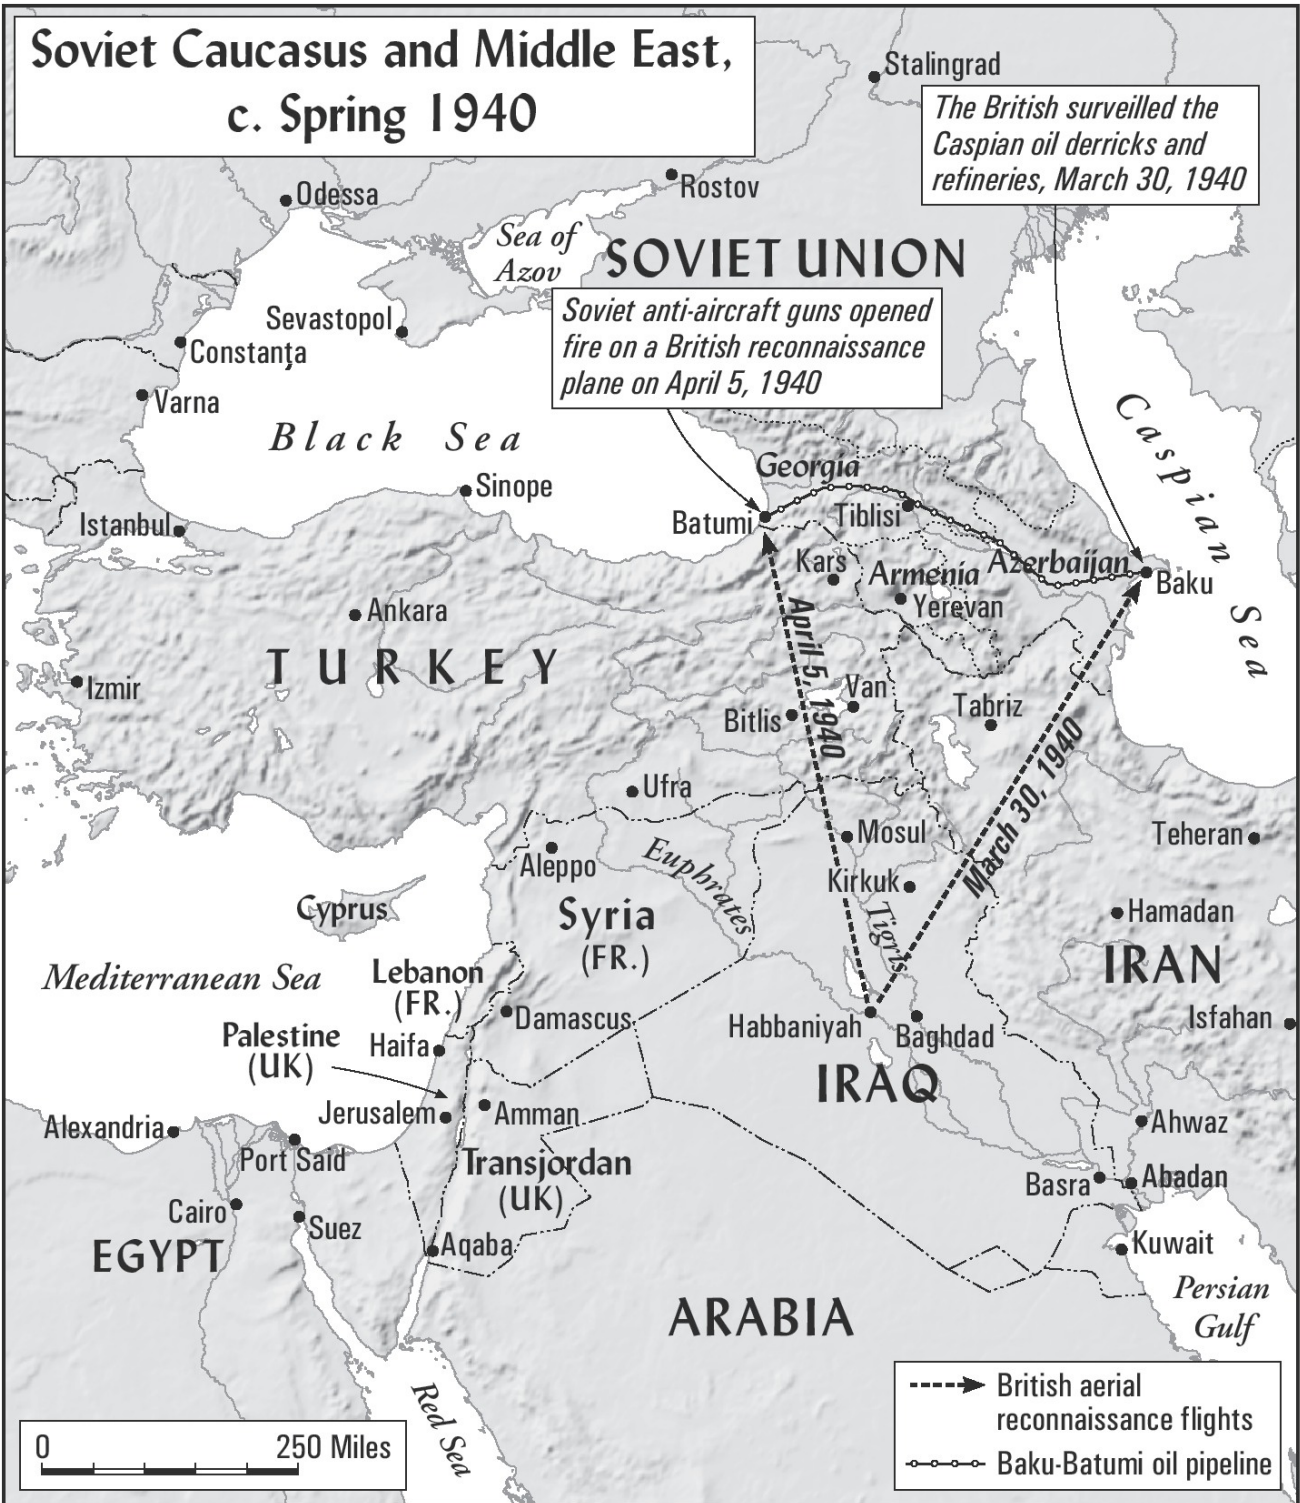 Soviet Caucasus and Middle East,
c. Spring 1940
Stalingrad
The British surveilled the
Caspian oil derricks and
refineries, March 30, 1940
Rostov
Odessa
Sea of
Azov
SOVIET UNION
Soviet anti-aircraft guns opened
fire on a British reconnaissance
plane on April 5, 1940
Sevastopol
Constanţa
Varna
Black Sea
Caspian Sea
Sinope
Georgia
Istanbul
Batumi
Tiblisi
Kars
Armenia
Azerbaijan
Baku
Yerevan
Ankara
TURKEY
April 5, 1940
Izmir
Van
Bitlis
Tabriz
March 30, 1940
Ufra
Mosul
Teheran
Aleppo
Euphrates
Kirkuk
Tigris
Cyprus
Syria
(FR.)
Hamadan
IRAN
Mediterranean Sea
Lebanon
(FR.)
Damascus
Habbaniyah
Baghdad
Isfahan
Palestine
(UK)
Haifa
IRAQ
Jerusalem
Amman
Alexandria
Port Said
Transjordan
(UK)
Ahwaz
Basra
Abadan
Cairo
Suez
EGYPT
Aqaba
Kuwait
Persian
Gulf
ARABIA
Red Sea
British aerial
reconnaissance flights
Baku-Batumi oil pipeline
0 250 Miles